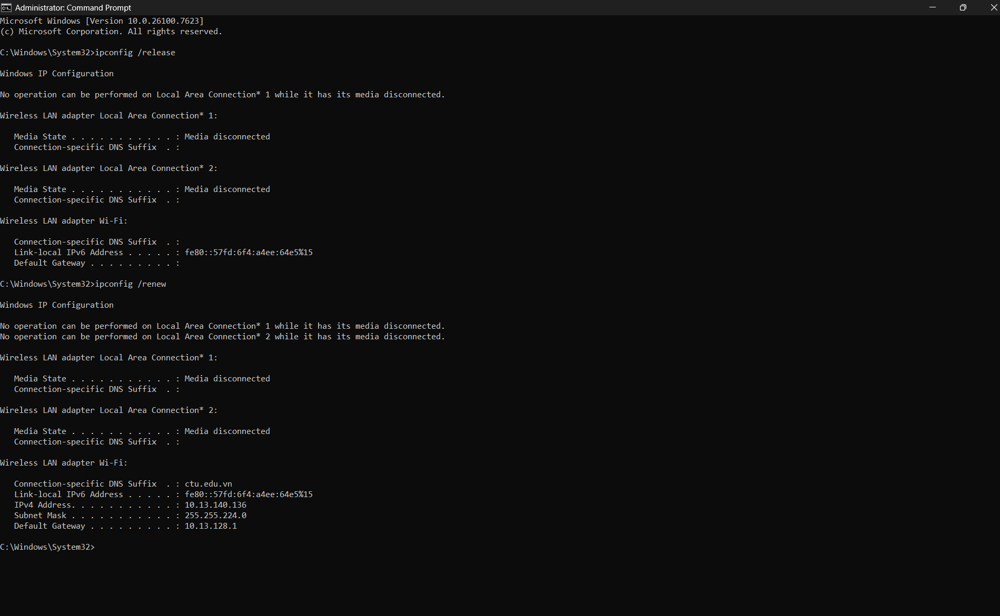 Administrator: Command Prompt
Microsoft Windows [Version 10.0.26100.7623]
(c) Microsoft Corporation. All rights reserved.
C:\Windows\System32>ipconfig /release
Windows IP Configuration
No operation can be performed on Local Area Connection* 1 while it has its media disconnected.
Wireless LAN adapter Local Area Connection* 1:
   Media State . . . . . . . . . . . : Media disconnected
   Connection-specific DNS Suffix  . :
Wireless LAN adapter Local Area Connection* 2:
   Media State . . . . . . . . . . . : Media disconnected
   Connection-specific DNS Suffix  . :
Wireless LAN adapter Wi-Fi:
   Connection-specific DNS Suffix  . :
   Link-local IPv6 Address . . . . . : fe80::57fd:6f4:a4ee:64e5%15
   Default Gateway . . . . . . . . . :
C:\Windows\System32>ipconfig /renew
Windows IP Configuration
No operation can be performed on Local Area Connection* 1 while it has its media disconnected.
No operation can be performed on Local Area Connection* 2 while it has its media disconnected.
Wireless LAN adapter Local Area Connection* 1:
   Media State . . . . . . . . . . . : Media disconnected
   Connection-specific DNS Suffix  . :
Wireless LAN adapter Local Area Connection* 2:
   Media State . . . . . . . . . . . : Media disconnected
   Connection-specific DNS Suffix  . :
Wireless LAN adapter Wi-Fi:
   Connection-specific DNS Suffix  . : ctu.edu.vn
   Link-local IPv6 Address . . . . . : fe80::57fd:6f4:a4ee:64e5%15
   IPv4 Address. . . . . . . . . . . : 10.13.140.136
   Subnet Mask . . . . . . . . . . . : 255.255.224.0
   Default Gateway . . . . . . . . . : 10.13.128.1
C:\Windows\System32>